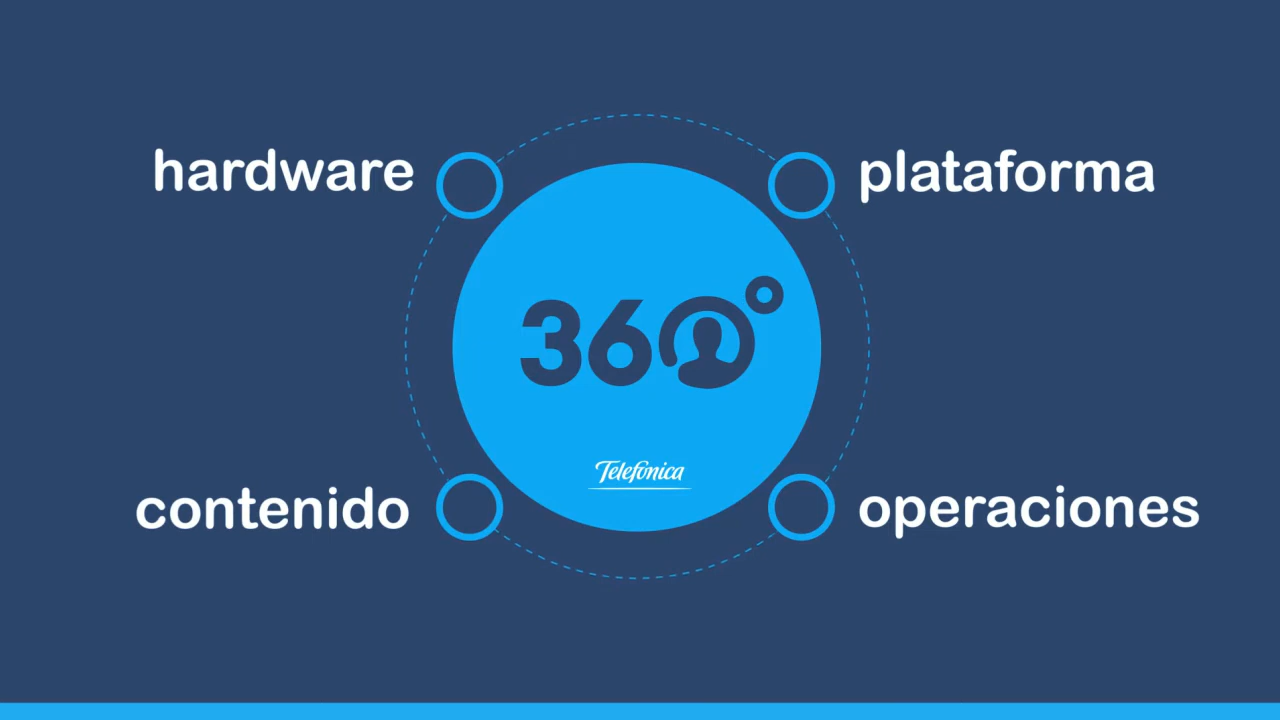 hardware
plataforma
360°
Telefónica
contenido
operaciones